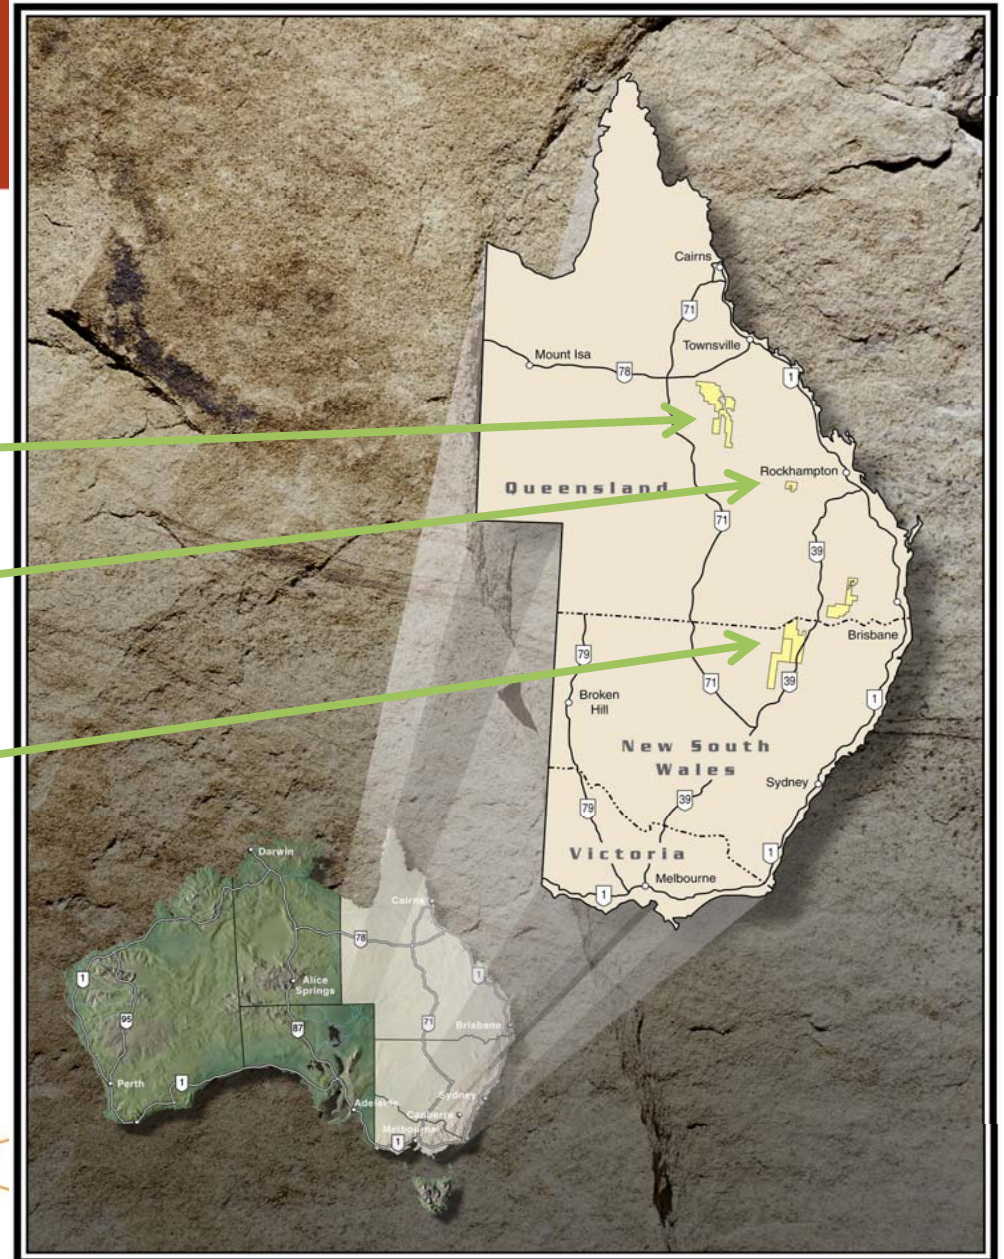 Cairns
71
Townsville
Mount Isa
78
1
Rockhampton
Queensland
71
39
Brisbane
79
71
39
Broken
Hill
1
New South
Wales
Sydney
79
39
Victoria
1
Melbourne
1
Darwin
Cairns
78
1
Alice
Springs
1
95
87
71
Brisbane
Perth
1
Adelaide
Sydney
Canberra
Melbourne
1